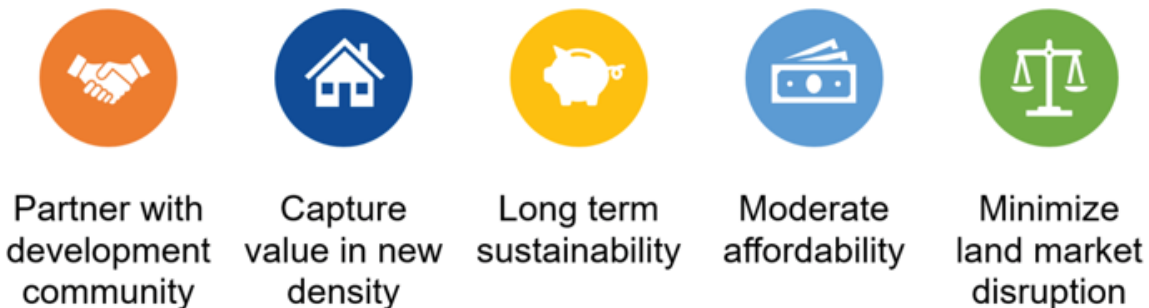 Partner with
development
community
Capture
value in new
density
Long term
sustainability
Moderate
affordability
Minimize
land market
disruption